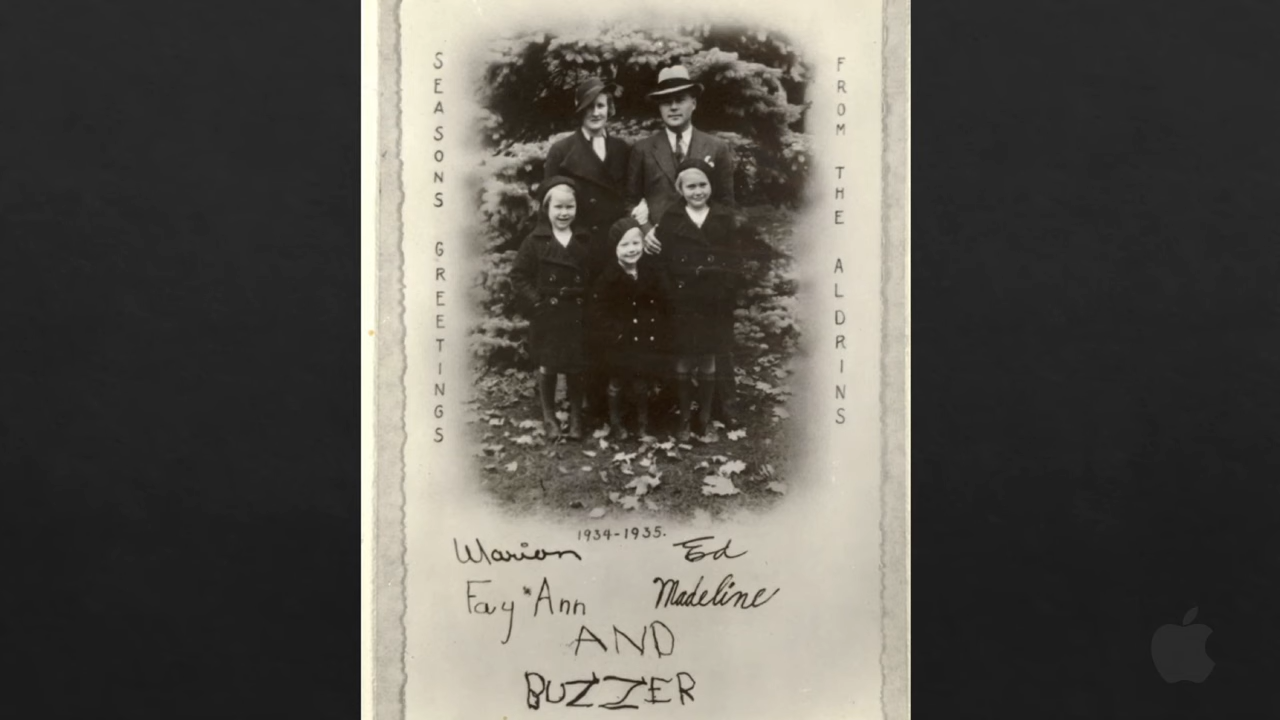 SEASONS GREETINGS
FROM THE ALDRINS
1934-1935.
Marion Ed
Fay Ann Madeline
AND
BUZZER